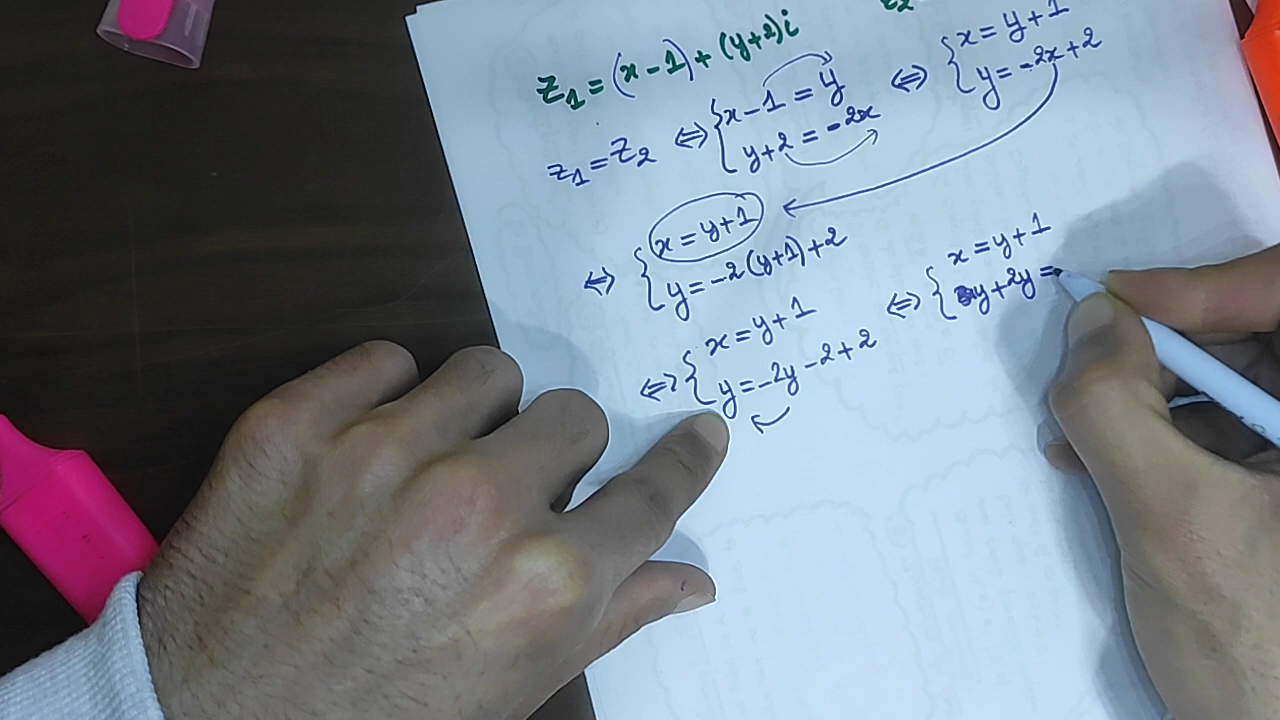 z₂
z₁ = (x-1) + (y+2)i
z₁ = z₂ ⇔ { x-1 = y ⇔ { x = y+1
y+2 = -2x y = -2x+2
⇔ { x = y+1
y = -2(y+1)+2
⇔ { x = y+1
y = -2y-2+2
⇔ { x = y+1
y+2y =